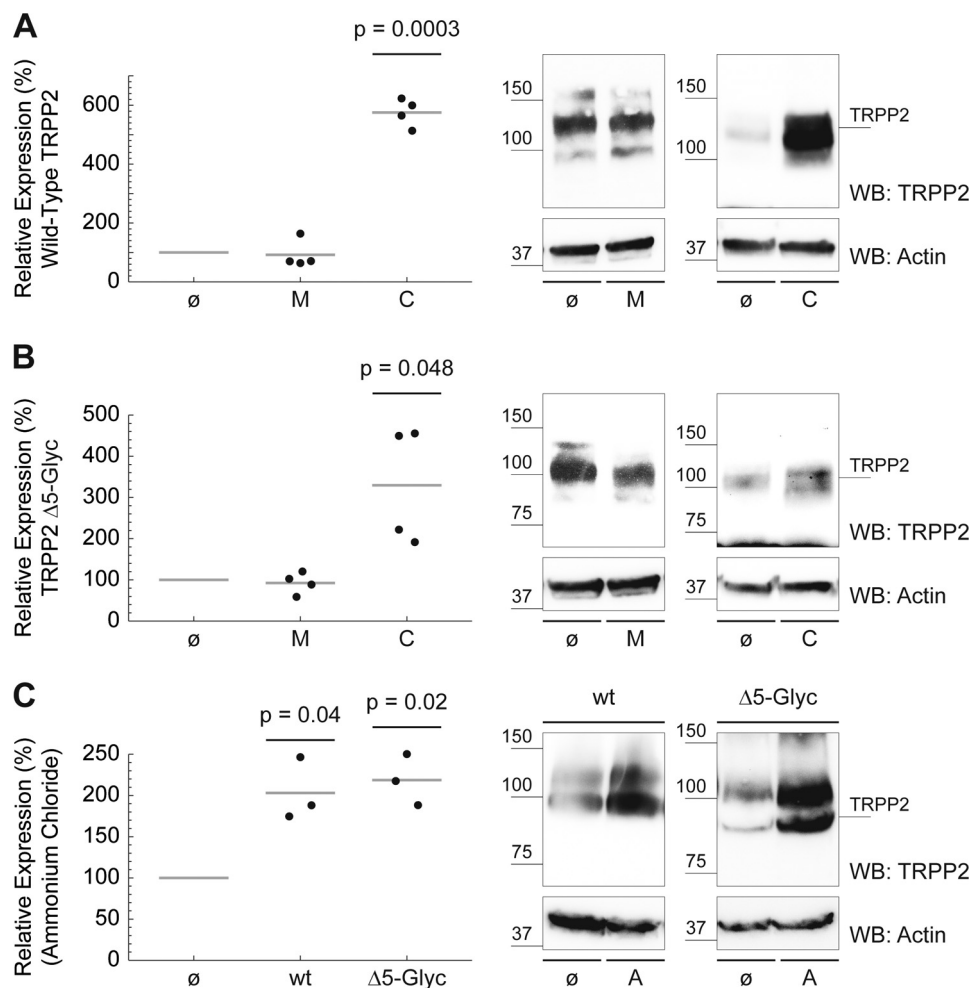 A
p = 0.0003
Relative Expression (%)
Wild-Type TRPP2
600
400
200
100
0
ø M C
150
100
37
ø M
150
100
37
ø C
TRPP2
WB: TRPP2
WB: Actin
B
p = 0.048
Relative Expression (%)
TRPP2 Δ5-Glyc
500
400
300
200
100
0
ø M C
150
100
75
37
ø M
150
100
75
37
ø C
TRPP2
WB: TRPP2
WB: Actin
C
p = 0.04
p = 0.02
Relative Expression (%)
(Ammonium Chloride)
250
200
150
100
50
0
ø wt Δ5-Glyc
wt
150
100
75
37
ø A
Δ5-Glyc
150
100
75
37
ø A
TRPP2
WB: TRPP2
WB: Actin